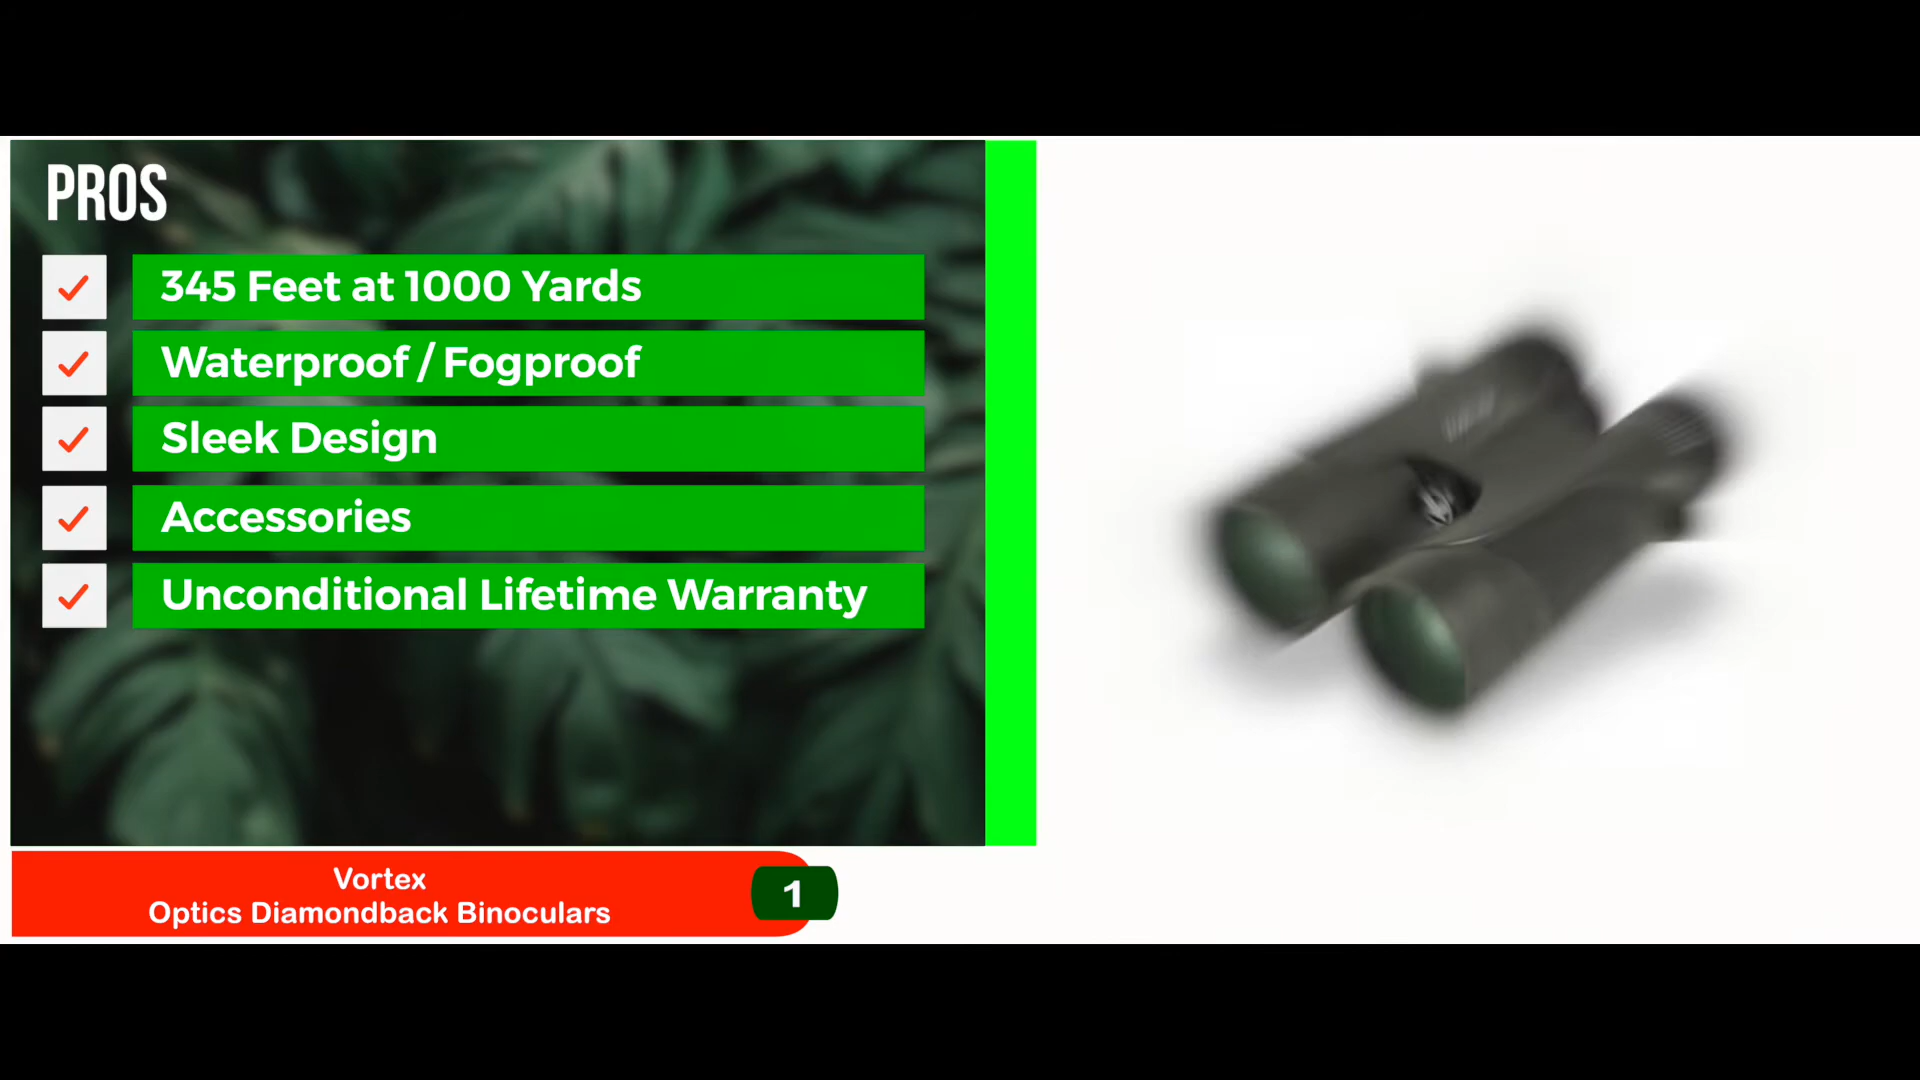 PROS
345 Feet at 1000 Yards
Waterproof / Fogproof
Sleek Design
Accessories
Unconditional Lifetime Warranty
Vortex
Optics Diamondback Binoculars
1